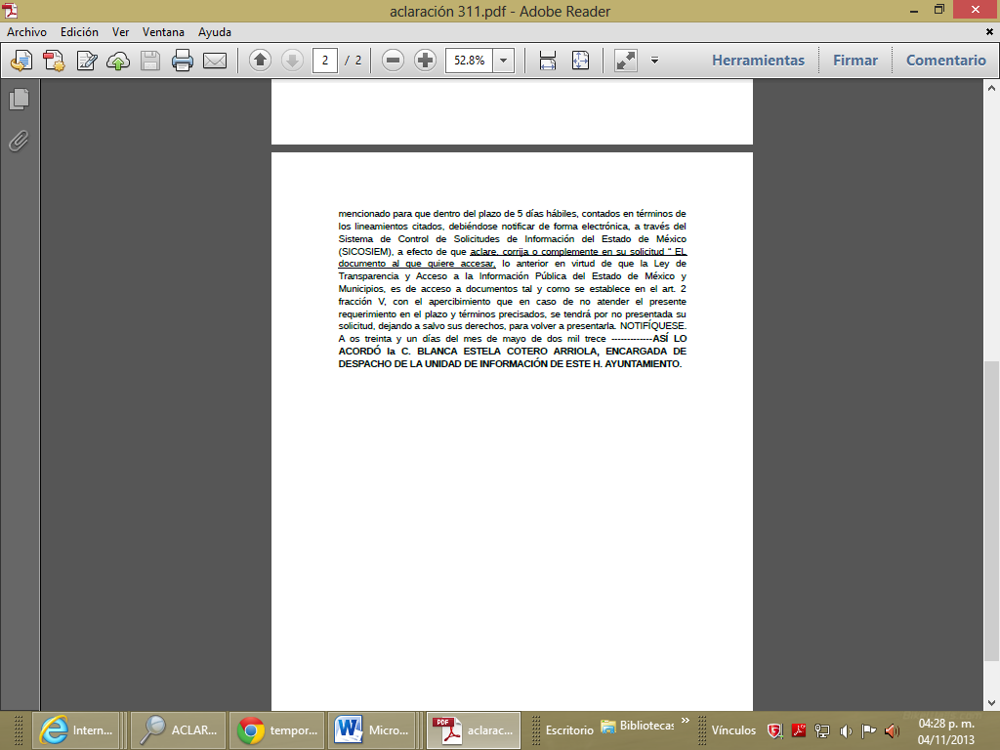 aclaración 311.pdf - Adobe Reader
Archivo Edición Ver Ventana Ayuda
2 / 2 52.8% Herramientas Firmar Comentario
mencionado para que dentro del plazo de 5 días hábiles, contados en términos de
los lineamientos citados, debiéndose notificar de forma electrónica, a través del
Sistema de Control de Solicitudes de Información del Estado de México
(SICOSIEM), a efecto de que aclare, corrija o complemente en su solicitud " EL
documento al que quiere accesar, lo anterior en virtud de que la Ley de
Transparencia y Acceso a la Información Pública del Estado de México y
Municipios, es de acceso a documentos tal y como se establece en el art. 2
fracción V, con el apercibimiento que en caso de no atender el presente
requerimiento en el plazo y términos precisados, se tendrá por no presentada su
solicitud, dejando a salvo sus derechos, para volver a presentarla. NOTIFÍQUESE.
A os treinta y un días del mes de mayo de dos mil trece -------------ASÍ LO
ACORDÓ la C. BLANCA ESTELA COTERO ARRIOLA, ENCARGADA DE
DESPACHO DE LA UNIDAD DE INFORMACIÓN DE ESTE H. AYUNTAMIENTO.
Intern... ACLAR... tempor... Micro... aclarac... Escritorio Bibliotecas » Vínculos 04:28 p. m.
04/11/2013